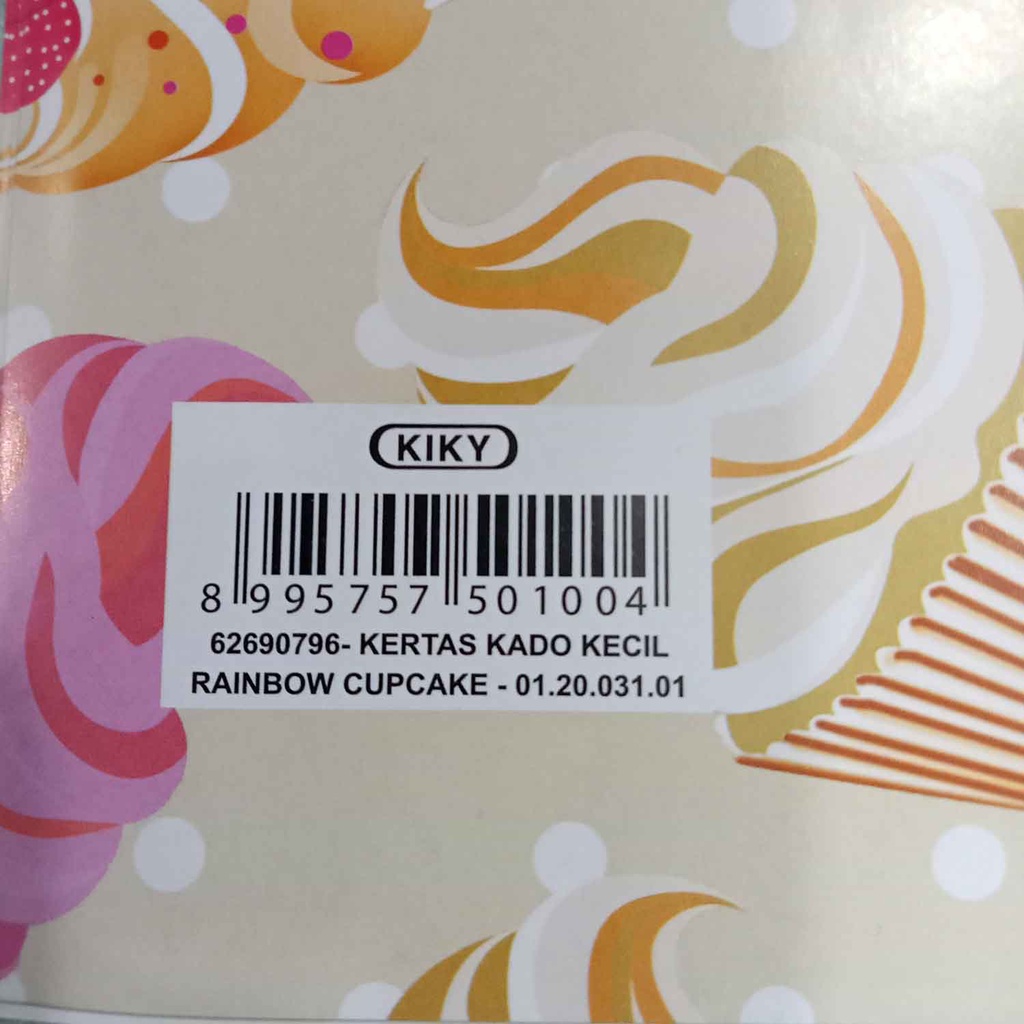 KIKY
8 995757 501004
62690796- KERTAS KADO KECIL
RAINBOW CUPCAKE - 01.20.031.01